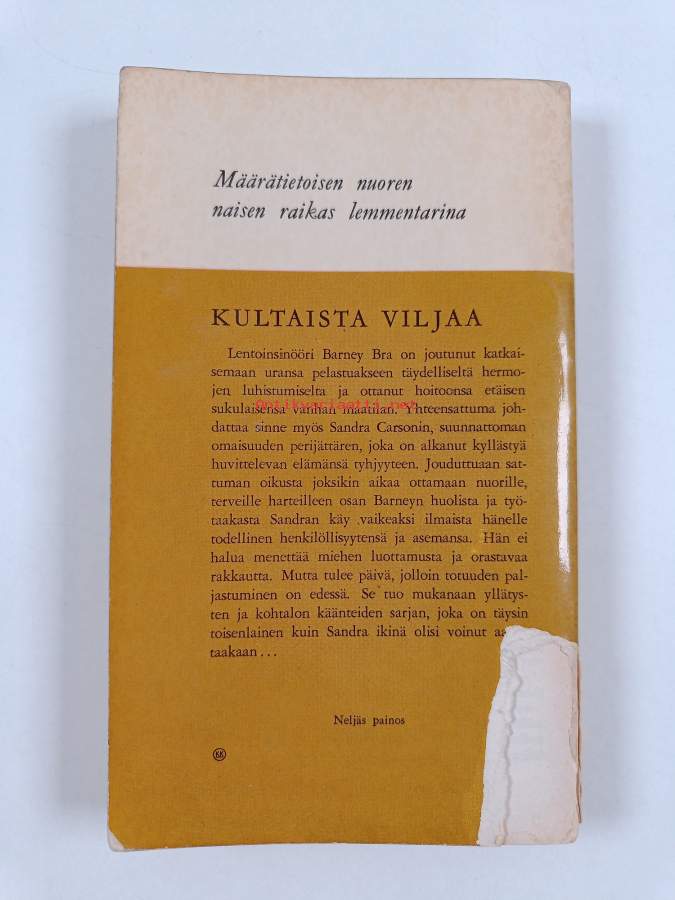 Määrätietoisen nuoren
naisen raikas lemmentarina
KULTAISTA VILJAA
Lentoinsinööri Barney Bra on joutunut katkai-
semaan uransa pelastuakseen täydelliseltä hermo-
jen luhistumiselta ja ottanut hoitoonsa etäisen
sukulaisensa vanhan maatilan. Yhteensattuma joh-
Antikvariaatti.net
dattaa sinne myös Sandra Carsonin, suunnattoman
omaisuuden perijättären, joka on alkanut kyllästyä
huvittelevan elämänsä tyhjyyteen. Jouduttuaan sat-
tuman oikusta joksikin aikaa ottamaan nuorille,
terveille harteilleen osan Barneyn huolista ja työ-
taakasta Sandran käy vaikeaksi ilmaista hänelle
todellinen henkilöllisyytensä ja asemansa. Hän ei
halua menettää miehen luottamusta ja orastavaa
rakkautta. Mutta tulee päivä, jolloin totuuden pal-
jastuminen on edessä. Se tuo mukanaan yllätys-
ten ja kohtalon käänteiden sarjan, joka on täysin
toisenlainen kuin Sandra ikinä olisi voinut
taakaan . . .
Neljäs painos
KK